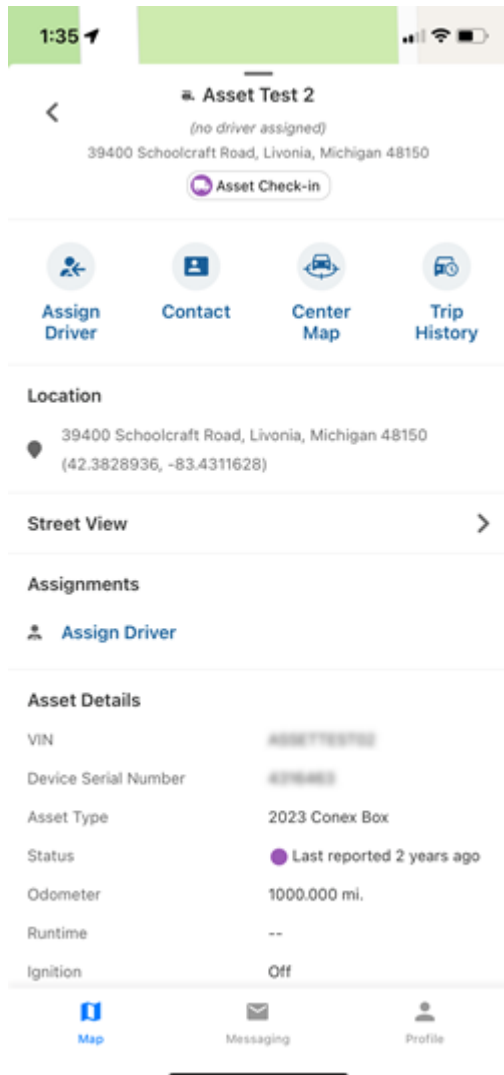 1:35
Asset Test 2
(no driver assigned)
39400 Schoolcraft Road, Livonia, Michigan 48150
Asset Check-in
Assign Driver
Contact
Center Map
Trip History
Location
39400 Schoolcraft Road, Livonia, Michigan 48150
(42.3828936, -83.4311628)
Street View
Assignments
Assign Driver
Asset Details
VIN
Device Serial Number
Asset Type 2023 Conex Box
Status Last reported 2 years ago
Odometer 1000.000 mi.
Runtime --
Ignition Off
Map Messaging Profile